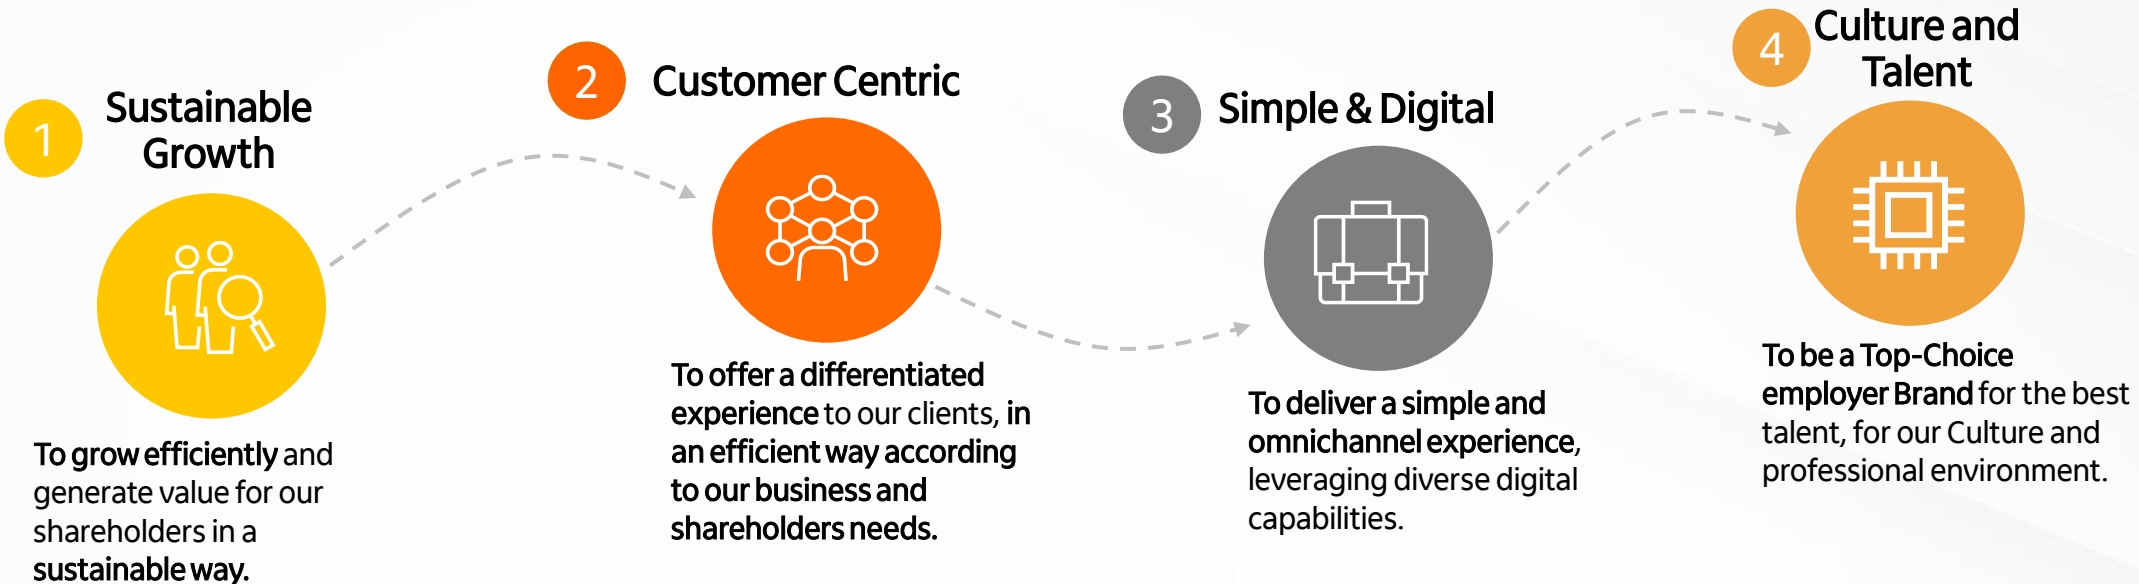 1
Sustainable
Growth
To grow efficiently and
generate value for our
shareholders in a
sustainable way.
2
Customer Centric
To offer a differentiated
experience to our clients, in
an efficient way according
to our business and
shareholders needs.
3
Simple & Digital
To deliver a simple and
omnichannel experience,
leveraging diverse digital
capabilities.
4
Culture and
Talent
To be a Top-Choice
employer Brand for the best
talent, for our Culture and
professional environment.